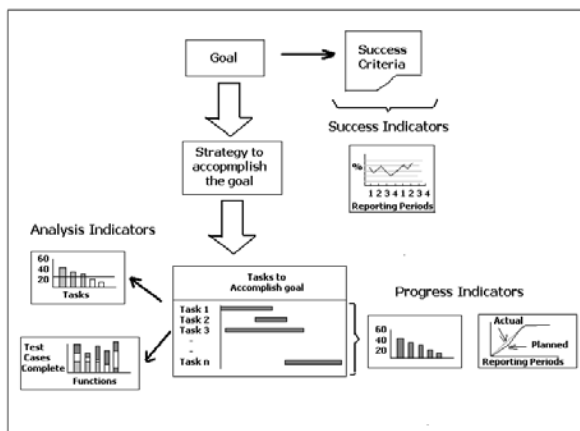 Goal
Success
Criteria
Success Indicators
%
1 2 3 4 1 2 3 4
Reporting Periods
Strategy to
accopmplish
the goal
Analysis Indicators
60
40
20
Tasks
Test
Cases
Complete
Functions
Tasks to
Accomplish goal
Task 1
Task 2
Task 3
-
-
Task n
Progress Indicators
60
40
20
Actual
Planned
Reporting Periods